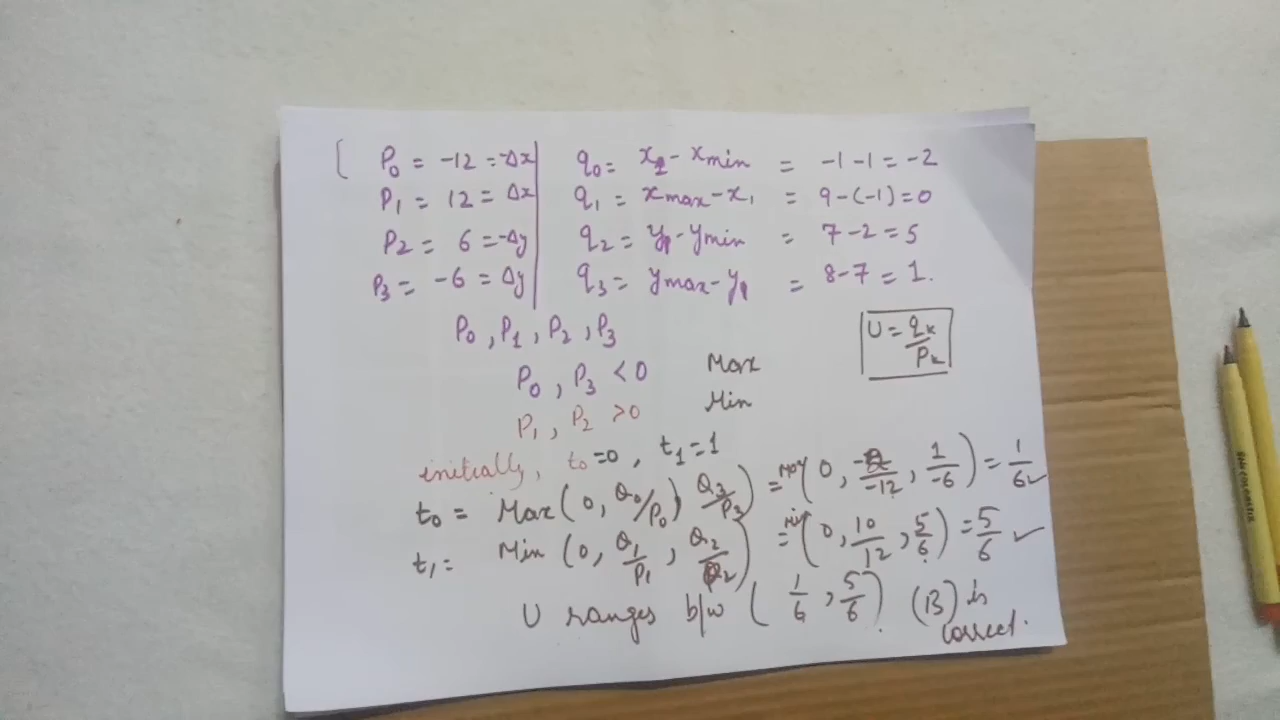 [ P0 = -12 = -Δx | q0 = x1 - xmin = -1 -1 = -2
P1 = 12 = Δx | q1 = xmax - x1 = 9-(-1) = 0
P2 = 6 = -Δy | q2 = y1 - ymin = 7 - 2 = 5
P3 = -6 = Δy | q3 = ymax - y1 = 8 - 7 = 1.
P0, P1, P2, P3
U = qk/Pk
P0, P3 < 0 Max
P1, P2 > 0 Min
initially, t0 = 0, t1 = 1
t0 = Max(0, Q0/P0, Q3/P3) = Max(0, -2/-12, 1/-6) = 1/6 ✓
t1 = Min (0, Q1/P1, Q2/P2) = Min(0, 10/12, 5/6) = 5/6 ✓
U ranges b/w (1/6, 5/6). (B) is
correct.